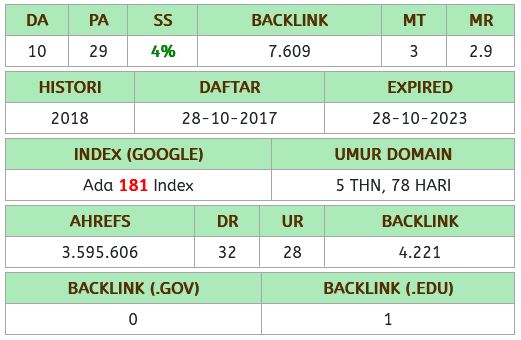 DA PA SS BACKLINK MT MR
10 29 4% 7.609 3 2.9
HISTORI DAFTAR EXPIRED
2018 28-10-2017 28-10-2023
INDEX (GOOGLE) UMUR DOMAIN
Ada 181 Index 5 THN, 78 HARI
AHREFS DR UR BACKLINK
3.595.606 32 28 4.221
BACKLINK (.GOV) BACKLINK (.EDU)
0 1